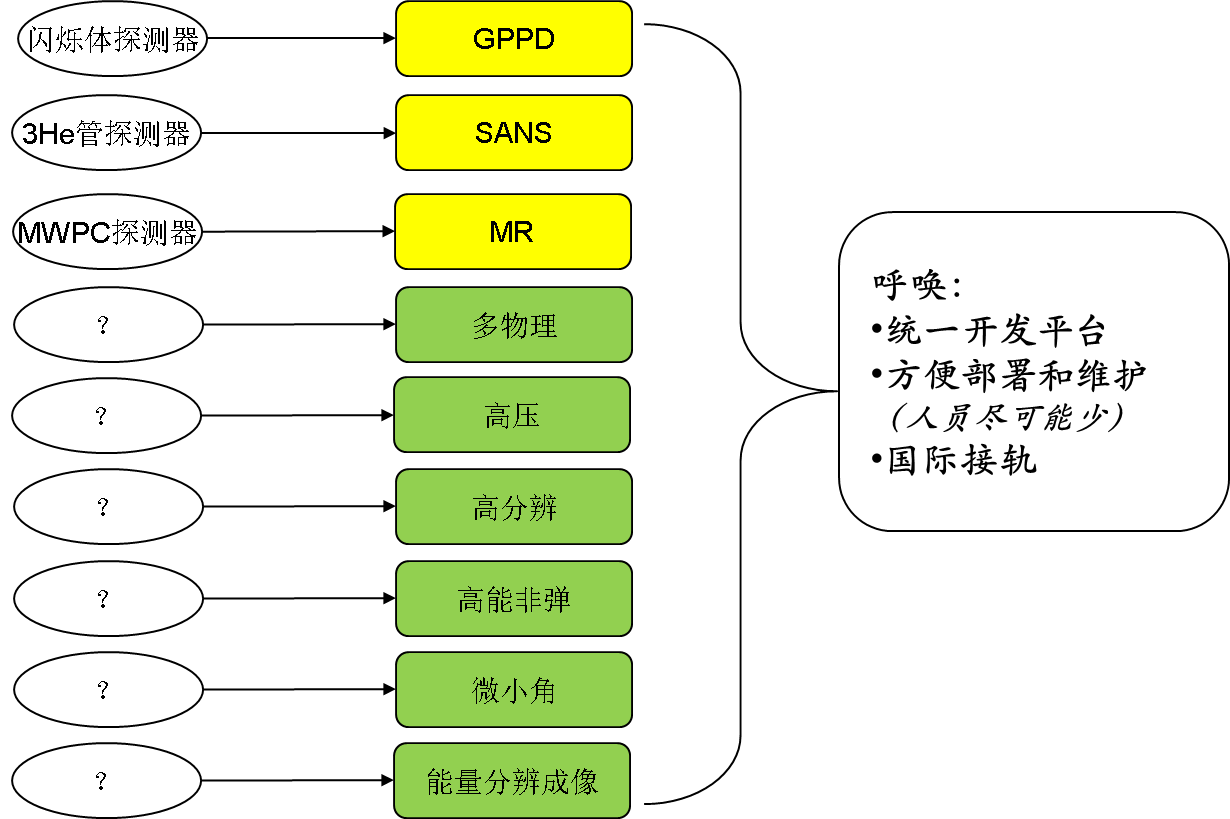 闪烁体探测器
GPPD
3He管探测器
SANS
MWPC探测器
MR
？
多物理
？
高压
？
高分辨
？
高能非弹
？
微小角
？
能量分辨成像
呼唤：
•统一开发平台
•方便部署和维护
（人员尽可能少）
•国际接轨